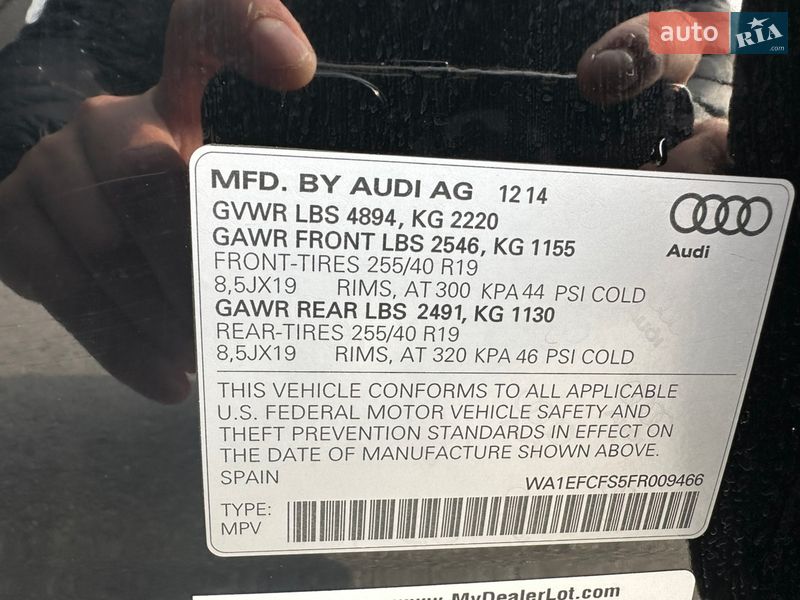 auto RIA .com
MFD. BY AUDI AG 12 14
GVWR LBS 4894, KG 2220
GAWR FRONT LBS 2546, KG 1155
Audi
FRONT-TIRES 255/40 R19
8,5JX19 RIMS, AT 300 KPA 44 PSI COLD
GAWR REAR LBS 2491, KG 1130
REAR-TIRES 255/40 R19
8,5JX19 RIMS, AT 320 KPA 46 PSI COLD
THIS VEHICLE CONFORMS TO ALL APPLICABLE
U.S. FEDERAL MOTOR VEHICLE SAFETY AND
THEFT PREVENTION STANDARDS IN EFFECT ON
THE DATE OF MANUFACTURE SHOWN ABOVE.
SPAIN
WA1EFCFS5FR009466
TYPE:
MPV
www.MyDealerLot.com